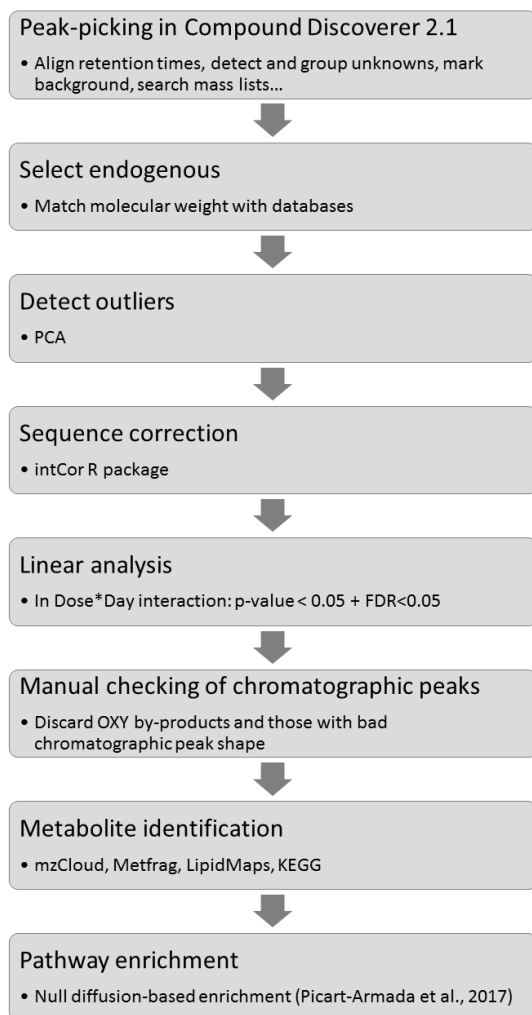 Peak-picking in Compound Discoverer 2.1
• Align retention times, detect and group unknowns, mark
background, search mass lists...
Select endogenous
• Match molecular weight with databases
Detect outliers
• PCA
Sequence correction
• intCor R package
Linear analysis
• In Dose*Day interaction: p-value < 0.05 + FDR<0.05
Manual checking of chromatographic peaks
• Discard OXY by-products and those with bad
chromatographic peak shape
Metabolite identification
• mzCloud, Metfrag, LipidMaps, KEGG
Pathway enrichment
• Null diffusion-based enrichment (Picart-Armada et al., 2017)